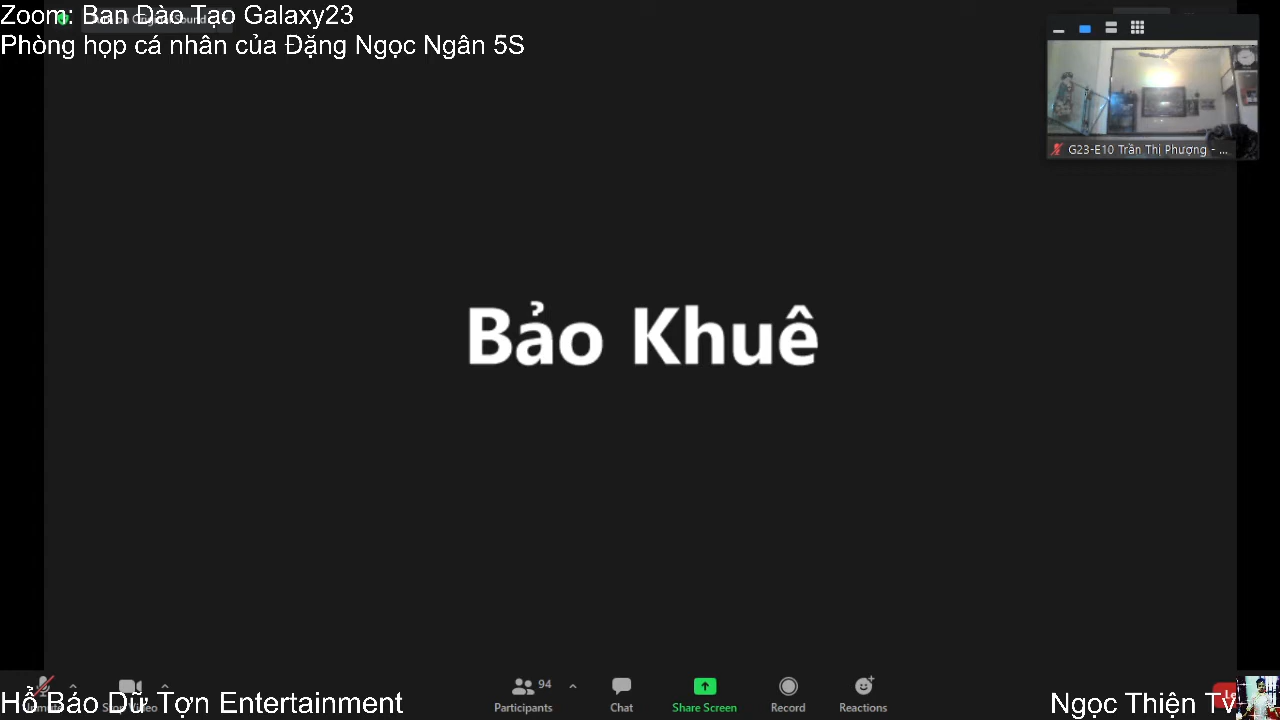 Zoom: Ban Đào Tạo Galaxy23
Phòng họp cá nhân của Đặng Ngọc Ngân 5S
G23-E10 Trần Thị Phượng - ...
Bảo Khuê
94
Participants
Chat
Share Screen
Record
Reactions
Hổ Báo Dữ Tợn Entertainment
Ngọc Thiện Tv